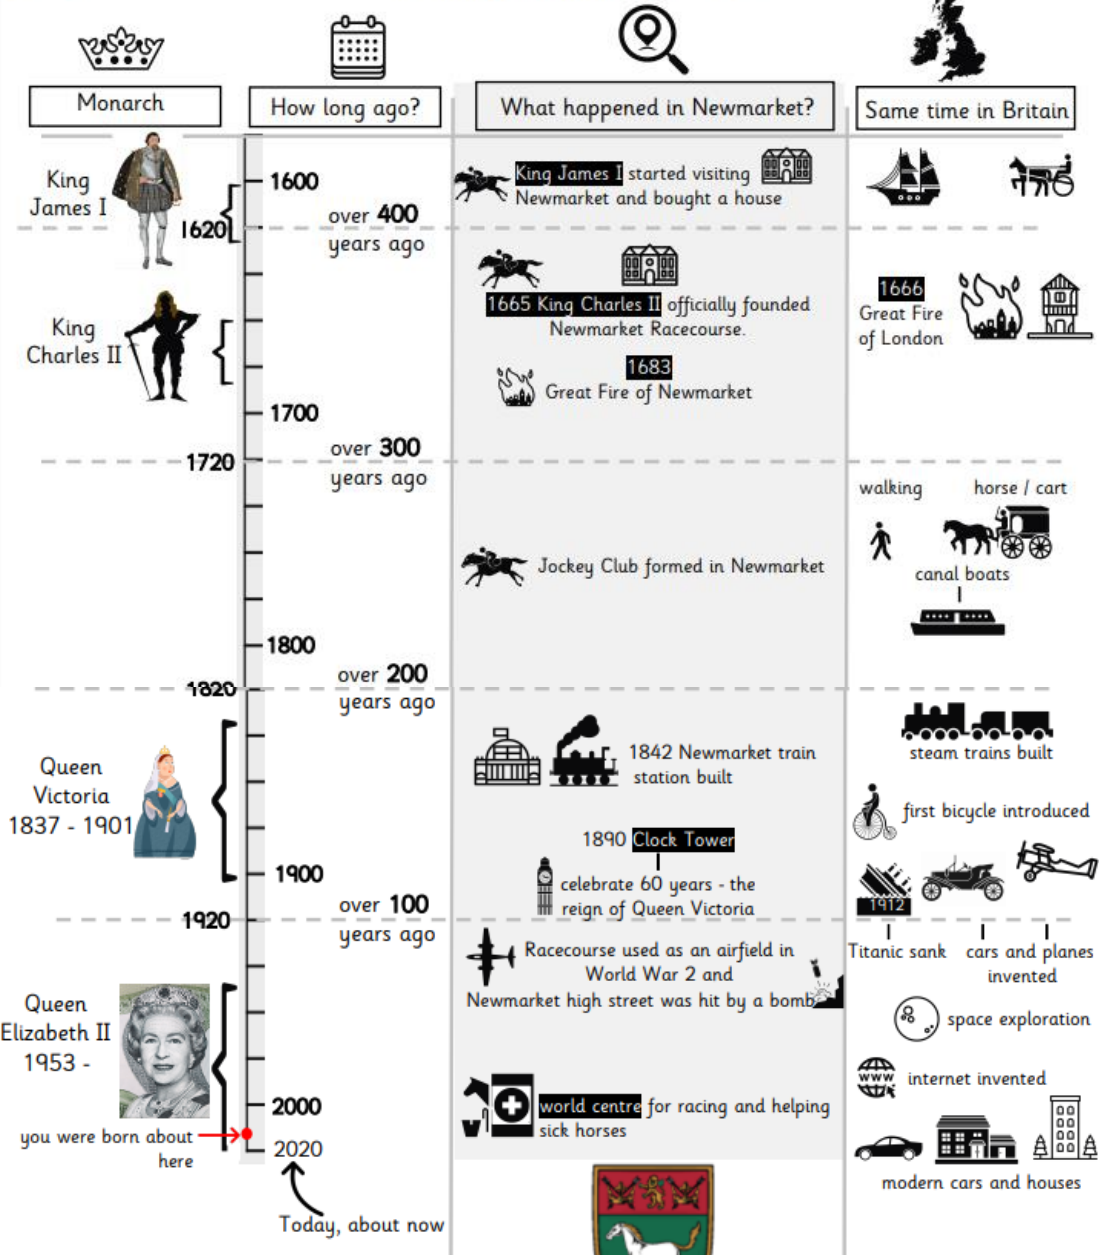 Monarch
How long ago?
What happened in Newmarket?
Same time in Britain
King
James I
1600
1620
over 400
years ago
King James I started visiting
Newmarket and bought a house
King
Charles II
1665 King Charles II officially founded
Newmarket Racecourse.
1683
Great Fire of Newmarket
1666
Great Fire
of London
1700
1720
over 300
years ago
Jockey Club formed in Newmarket
walking
horse / cart
canal boats
1800
1820
over 200
years ago
Queen
Victoria
1837 - 1901
1842 Newmarket train
station built
1890 Clock Tower
celebrate 60 years - the
reign of Queen Victoria
steam trains built
first bicycle introduced
1912
Titanic sank
cars and planes
invented
1900
1920
over 100
years ago
Racecourse used as an airfield in
World War 2 and
Newmarket high street was hit by a bomb
Queen
Elizabeth II
1953 -
space exploration
www
internet invented
2000
world centre for racing and helping
sick horses
you were born about
here
2020
modern cars and houses
Today, about now